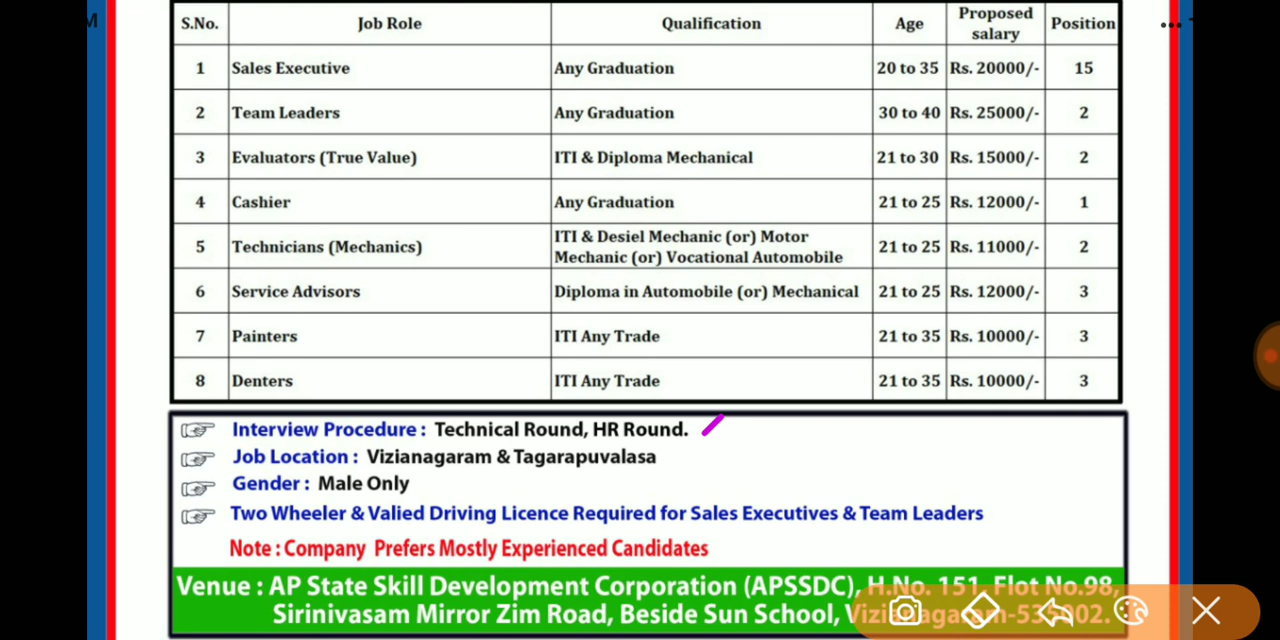 M
S.No. Job Role Qualification Age Proposed salary Position
1 Sales Executive Any Graduation 20 to 35 Rs. 20000/- 15
2 Team Leaders Any Graduation 30 to 40 Rs. 25000/- 2
3 Evaluators (True Value) ITI & Diploma Mechanical 21 to 30 Rs. 15000/- 2
4 Cashier Any Graduation 21 to 25 Rs. 12000/- 1
5 Technicians (Mechanics) ITI & Desiel Mechanic (or) Motor Mechanic (or) Vocational Automobile 21 to 25 Rs. 11000/- 2
6 Service Advisors Diploma in Automobile (or) Mechanical 21 to 25 Rs. 12000/- 3
7 Painters ITI Any Trade 21 to 35 Rs. 10000/- 3
8 Denters ITI Any Trade 21 to 35 Rs. 10000/- 3
Interview Procedure : Technical Round, HR Round.
Job Location : Vizianagaram & Tagarapuvalasa
Gender : Male Only
Two Wheeler & Valied Driving Licence Required for Sales Executives & Team Leaders
Note : Company Prefers Mostly Experienced Candidates
Venue : AP State Skill Development Corporation (APSSDC), H.No. 151, Flot No.98,
Sirinivasam Mirror Zim Road, Beside Sun School,